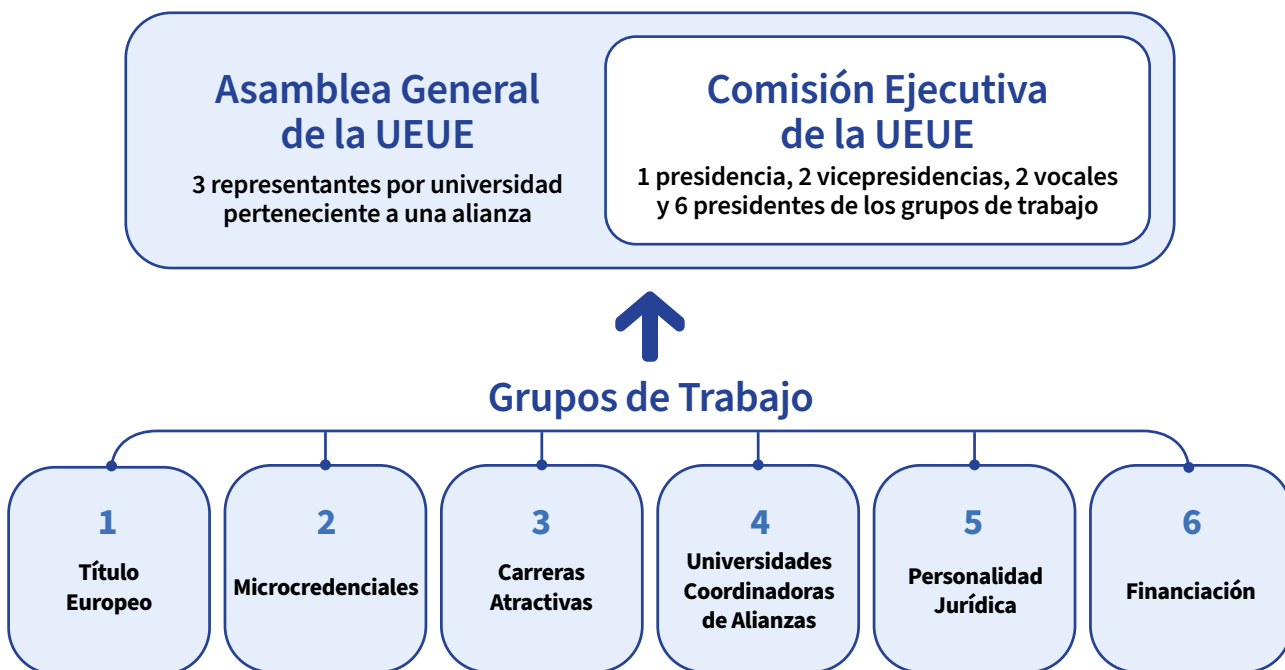 Asamblea General
de la UEUE
3 representantes por universidad
perteneciente a una alianza
Comisión Ejecutiva
de la UEUE
1 presidencia, 2 vicepresidencias, 2 vocales
y 6 presidentes de los grupos de trabajo
Grupos de Trabajo
1
Título
Europeo
2
Microcredenciales
3
Carreras
Atractivas
4
Universidades
Coordinadoras
de Alianzas
5
Personalidad
Jurídica
6
Financiación